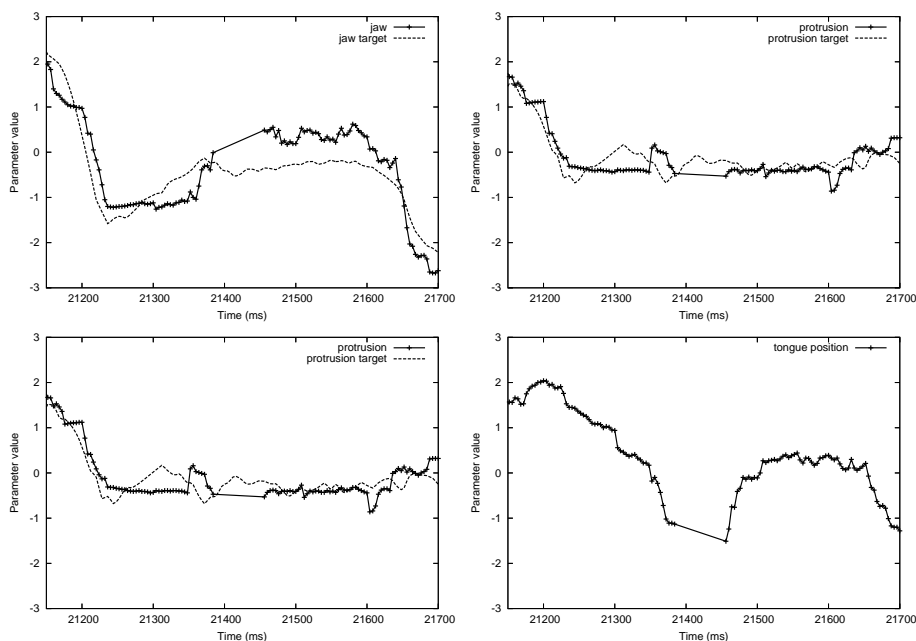 3
2
1
0
-1
-2
-3
21200 21300 21400 21500 21600 21700
Parameter value
Time (ms)
jaw
jaw target
3
2
1
0
-1
-2
-3
21200 21300 21400 21500 21600 21700
Parameter value
Time (ms)
protrusion
protrusion target
3
2
1
0
-1
-2
-3
21200 21300 21400 21500 21600 21700
Parameter value
Time (ms)
protrusion
protrusion target
3
2
1
0
-1
-2
-3
21200 21300 21400 21500 21600 21700
Parameter value
Time (ms)
tongue position